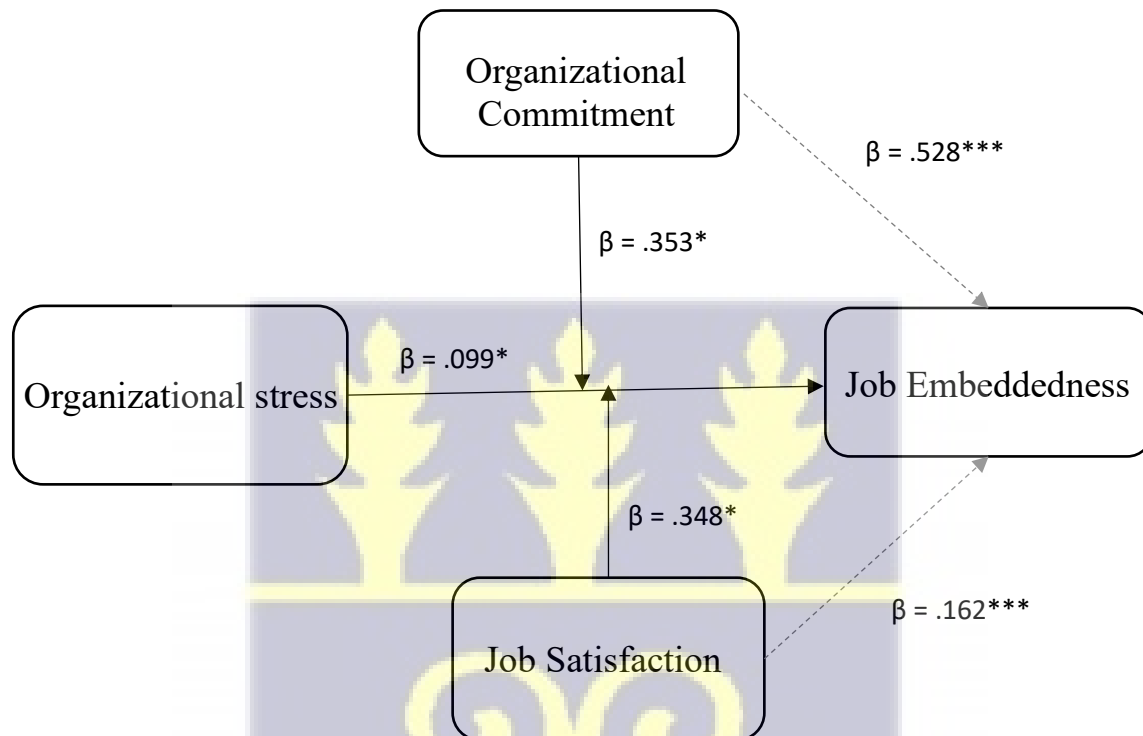 Organizational
Commitment
β = .528***
β = .353*
Organizational stress
β = .099*
Job Embeddedness
β = .348*
β = .162***
Job Satisfaction